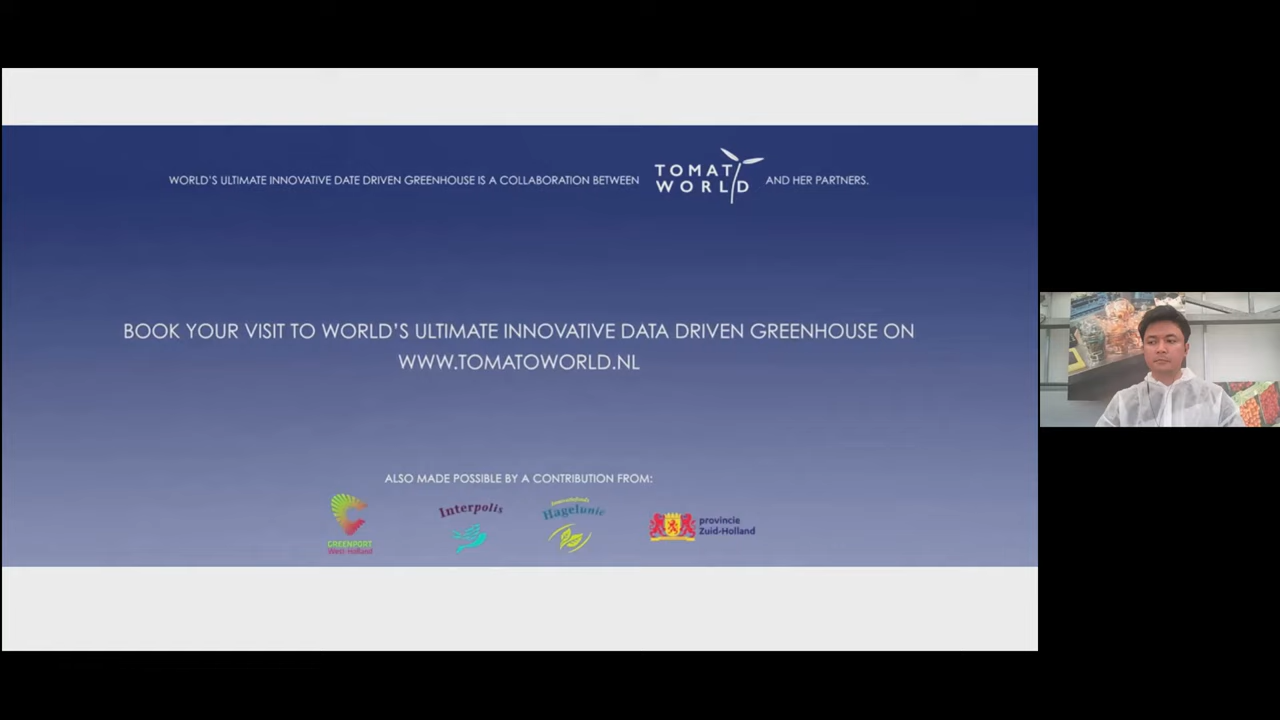 WORLD'S ULTIMATE INNOVATIVE DATE DRIVEN GREENHOUSE IS A COLLABORATION BETWEEN TOMATO WORLD AND HER PARTNERS.
BOOK YOUR VISIT TO WORLD'S ULTIMATE INNOVATIVE DATA DRIVEN GREENHOUSE ON
WWW.TOMATOWORLD.NL
ALSO MADE POSSIBLE BY A CONTRIBUTION FROM:
GREENPORT
West-Holland
Interpolis
Innovatiefonds
Hagelunie
provincie
Zuid-Holland